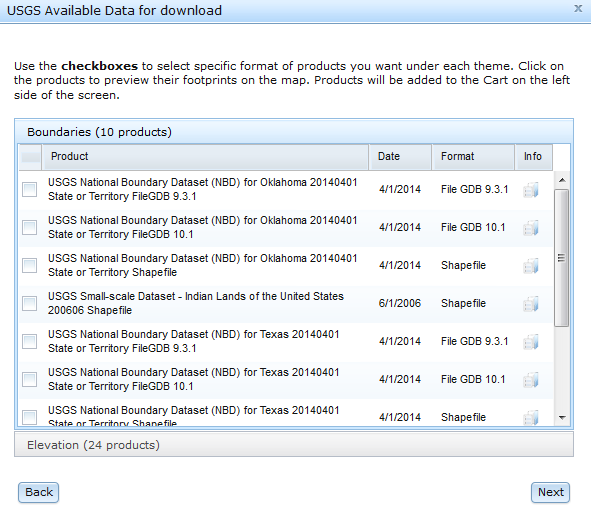 USGS Available Data for download
x
Use the checkboxes to select specific format of products you want under each theme. Click on
the products to preview their footprints on the map. Products will be added to the Cart on the left
side of the screen.
Boundaries (10 products)
Product Date Format Info
USGS National Boundary Dataset (NBD) for Oklahoma 20140401
State or Territory FileGDB 9.3.1
4/1/2014 File GDB 9.3.1
USGS National Boundary Dataset (NBD) for Oklahoma 20140401
State or Territory FileGDB 10.1
4/1/2014 File GDB 10.1
USGS National Boundary Dataset (NBD) for Oklahoma 20140401
State or Territory Shapefile
4/1/2014 Shapefile
USGS Small-scale Dataset - Indian Lands of the United States
200606 Shapefile
6/1/2006 Shapefile
USGS National Boundary Dataset (NBD) for Texas 20140401
State or Territory FileGDB 9.3.1
4/1/2014 File GDB 9.3.1
USGS National Boundary Dataset (NBD) for Texas 20140401
State or Territory FileGDB 10.1
4/1/2014 File GDB 10.1
USGS National Boundary Dataset (NBD) for Texas 20140401
State or Territory Shapefile
4/1/2014 Shapefile
Elevation (24 products)
Back Next